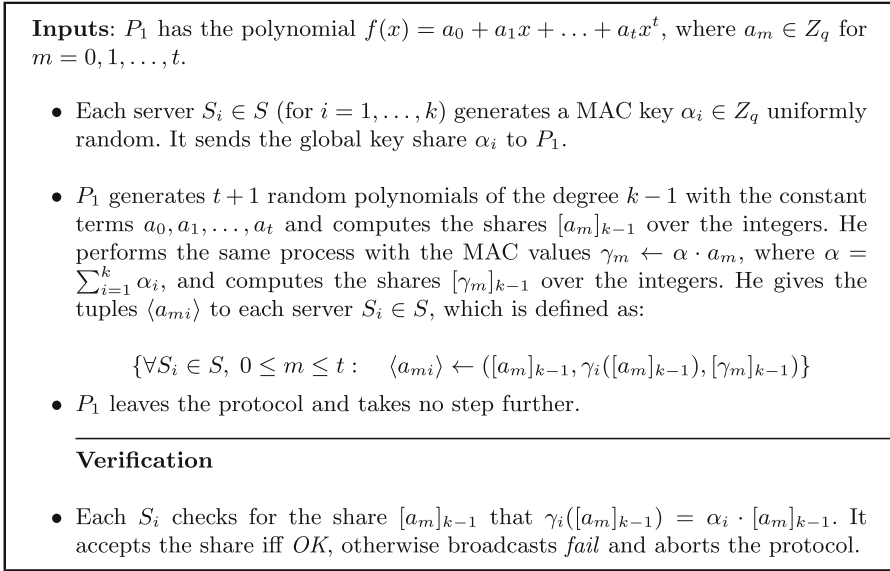 Inputs: P₁ has the polynomial f(x) = a₀ + a₁x + . . . + aₜxᵗ, where aₘ ∈ Z_q for
m = 0, 1, . . . , t.
• Each server Sᵢ ∈ S (for i = 1, . . . , k) generates a MAC key αᵢ ∈ Z_q uniformly
random. It sends the global key share αᵢ to P₁.
• P₁ generates t + 1 random polynomials of the degree k − 1 with the constant
terms a₀, a₁, . . . , aₜ and computes the shares [aₘ]ₖ₋₁ over the integers. He
performs the same process with the MAC values γₘ ← α · aₘ, where α =
∑ᵏᵢ₌₁ αᵢ, and computes the shares [γₘ]ₖ₋₁ over the integers. He gives the
tuples ⟨aₘᵢ⟩ to each server Sᵢ ∈ S, which is defined as:
{∀Sᵢ ∈ S, 0 ≤ m ≤ t : ⟨aₘᵢ⟩ ← ([aₘ]ₖ₋₁, γᵢ([aₘ]ₖ₋₁), [γₘ]ₖ₋₁)}
• P₁ leaves the protocol and takes no step further.
Verification
• Each Sᵢ checks for the share [aₘ]ₖ₋₁ that γᵢ([aₘ]ₖ₋₁) = αᵢ · [aₘ]ₖ₋₁. It
accepts the share iff OK, otherwise broadcasts fail and aborts the protocol.